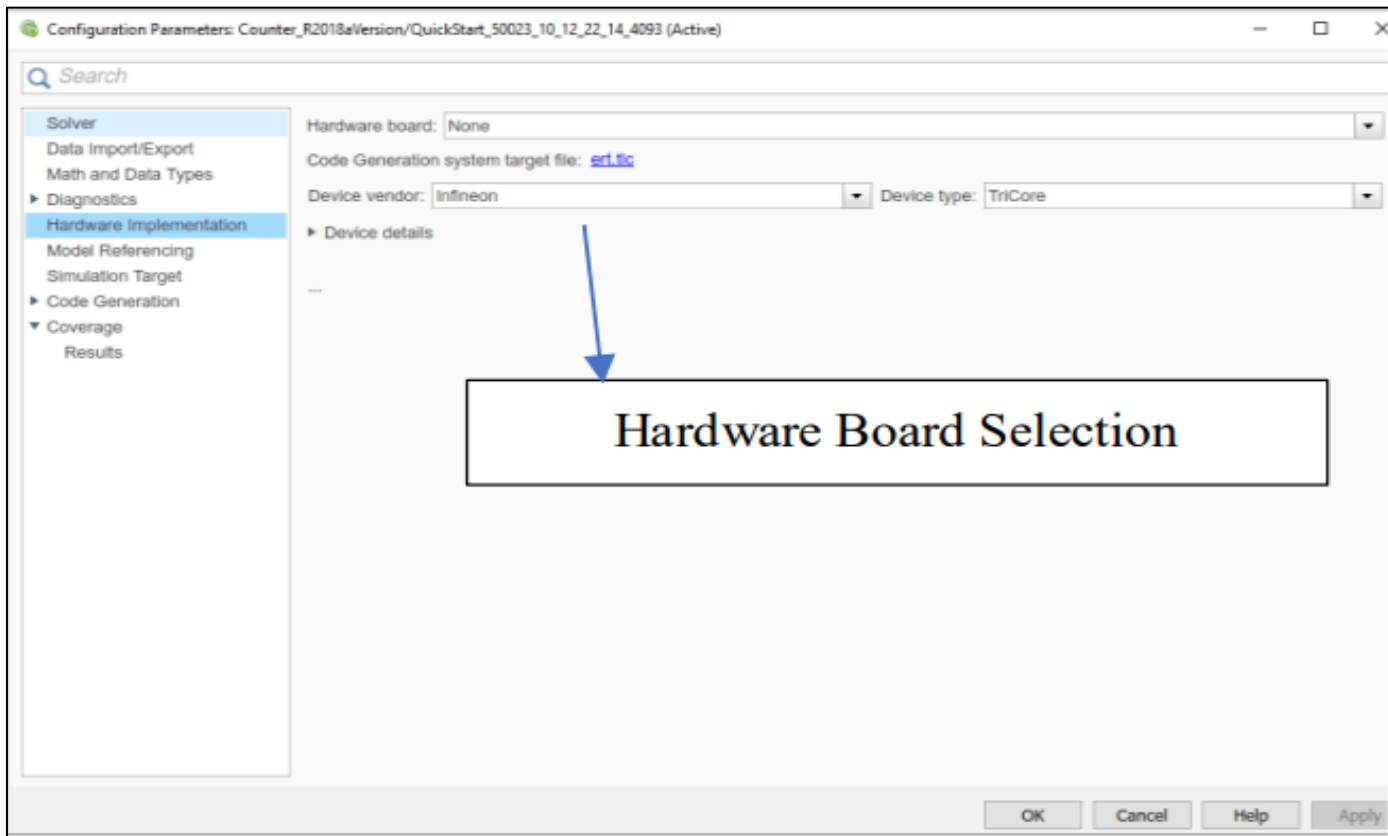 Configuration Parameters: Counter_R2018aVersion/QuickStart_50023_10_12_22_14_4093 (Active)
Search
Solver
Data Import/Export
Math and Data Types
Diagnostics
Hardware Implementation
Model Referencing
Simulation Target
Code Generation
Coverage
Results
Hardware board: None
Code Generation system target file: ert.tlc
Device vendor: Infineon Device type: TriCore
Device details
...
Hardware Board Selection
OK Cancel Help Apply